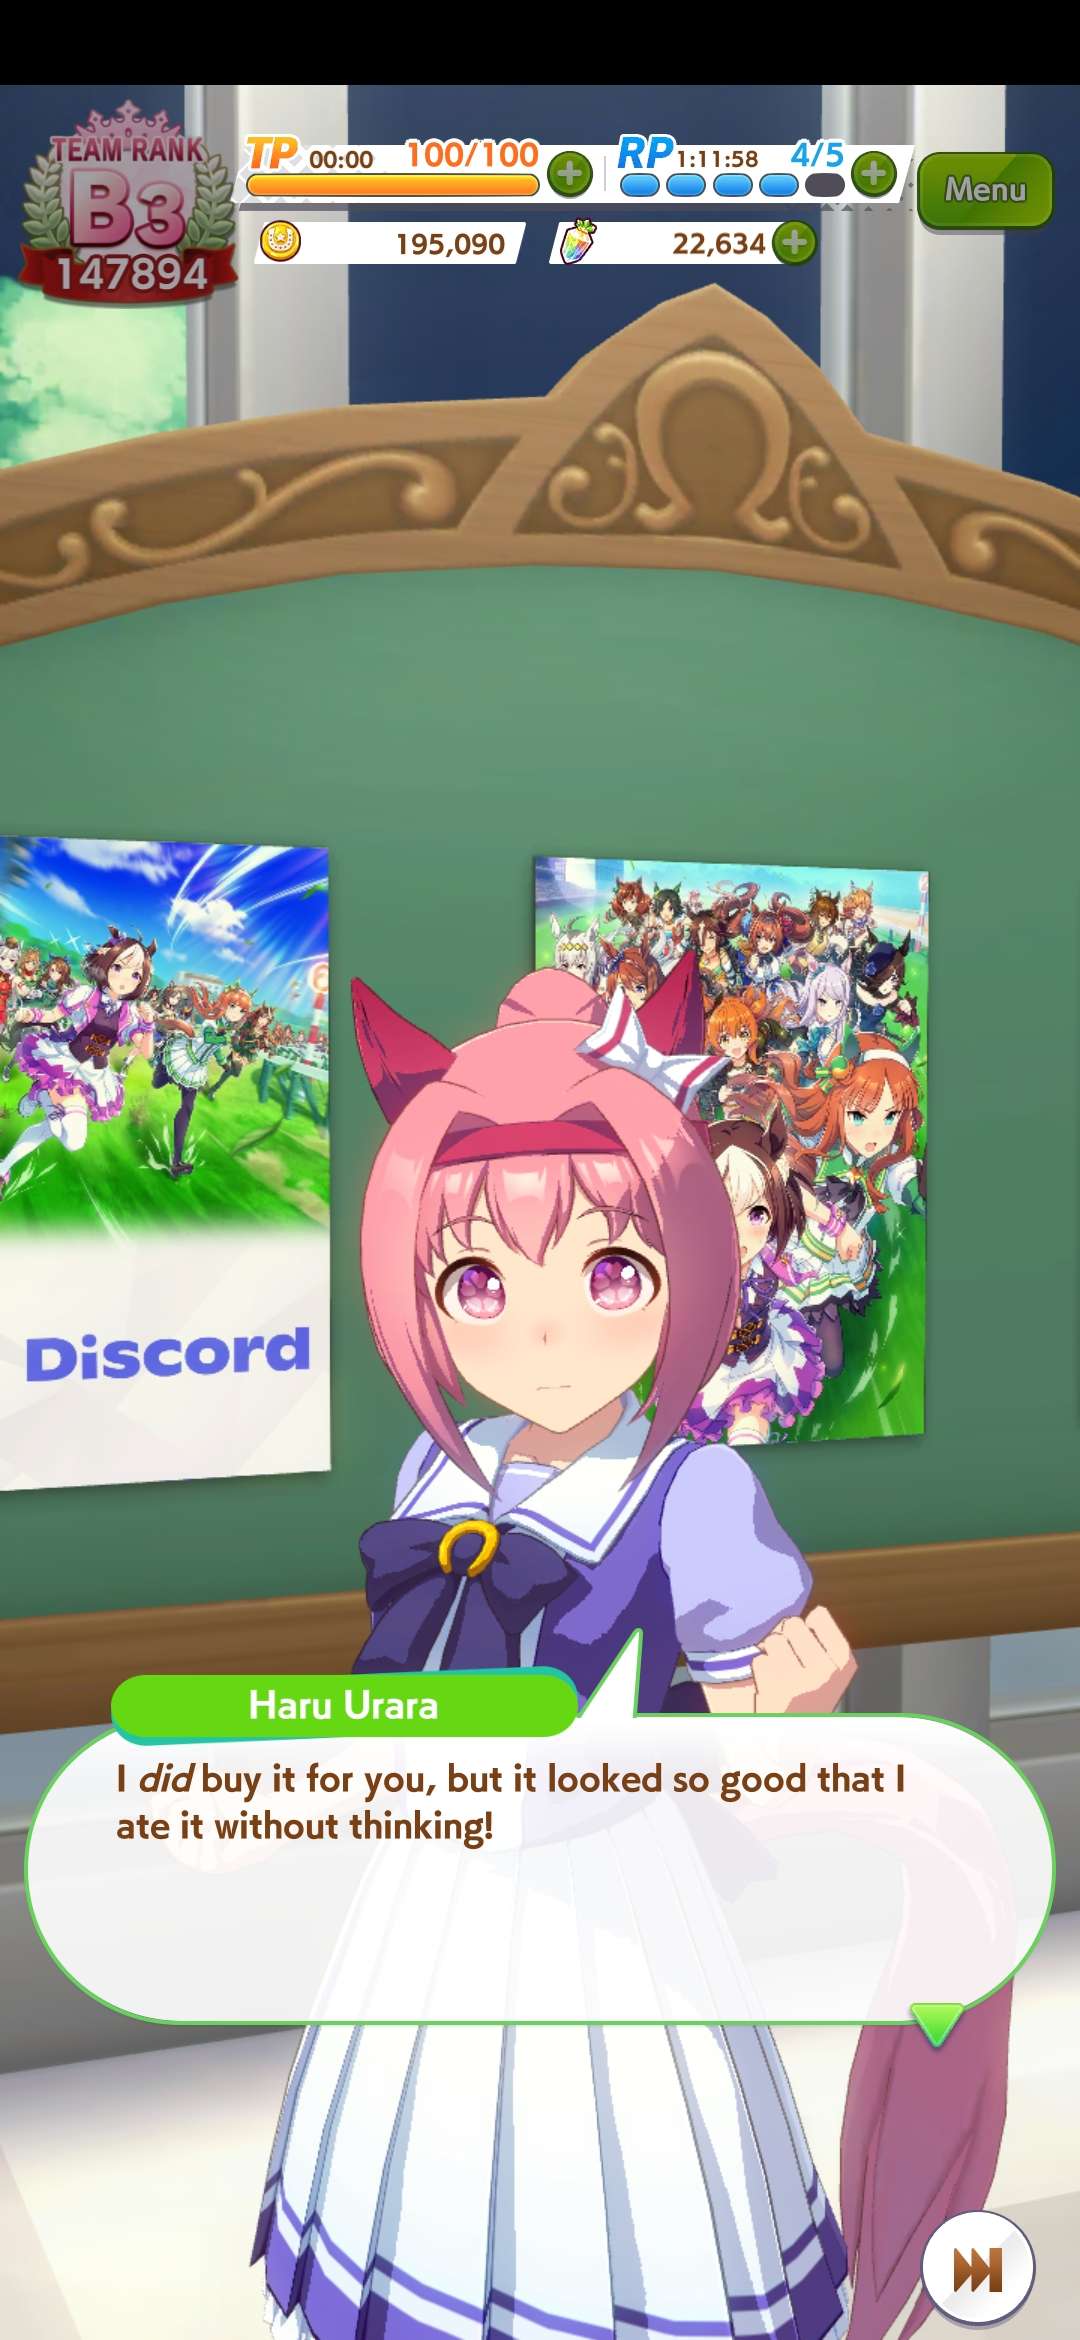 TEAM RANK
B3
147894
TP 00:00 100/100
RP 1:11:58 4/5
Menu
195,090
22,634
Discord
Haru Urara
I did buy it for you, but it looked so good that I
ate it without thinking!